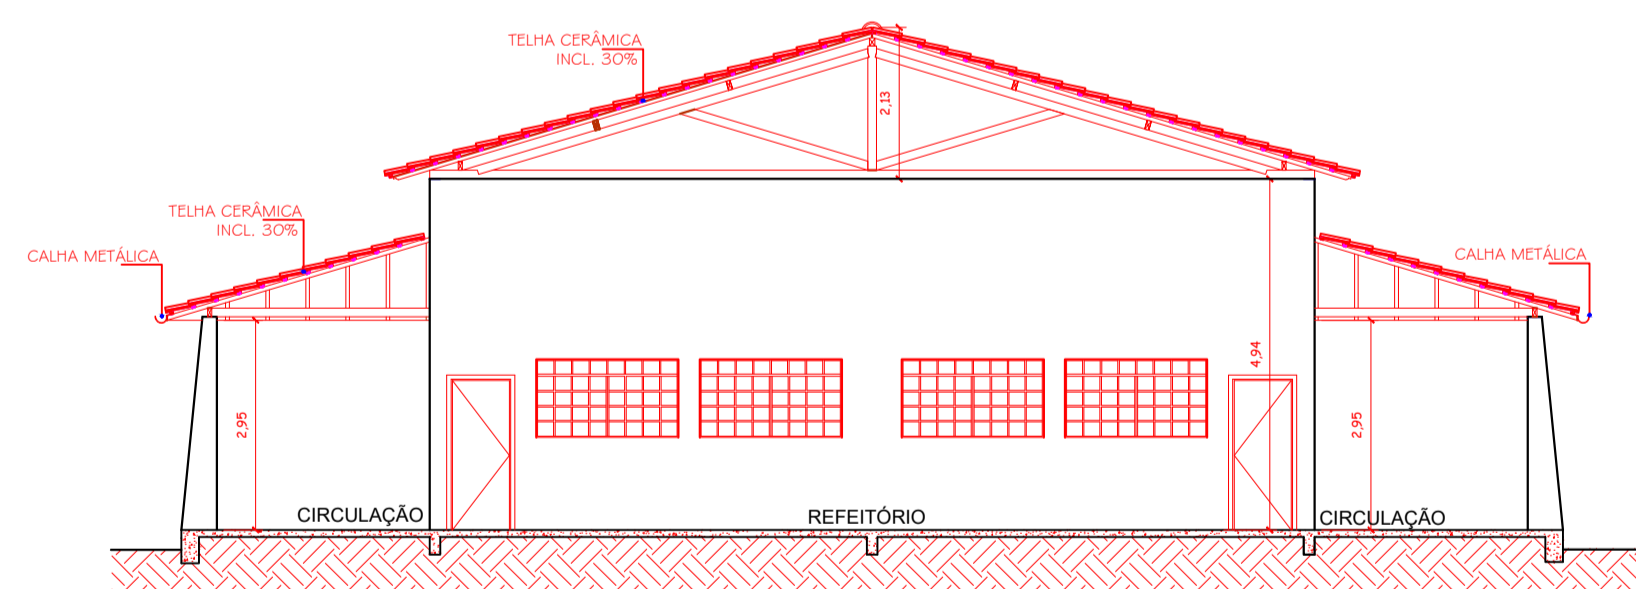 TELHA CERÂMICA
INCL. 30%
2,13
TELHA CERÂMICA
INCL. 30%
CALHA METÁLICA
CALHA METÁLICA
4,94
2,95
2,95
CIRCULAÇÃO
REFEITÓRIO
CIRCULAÇÃO